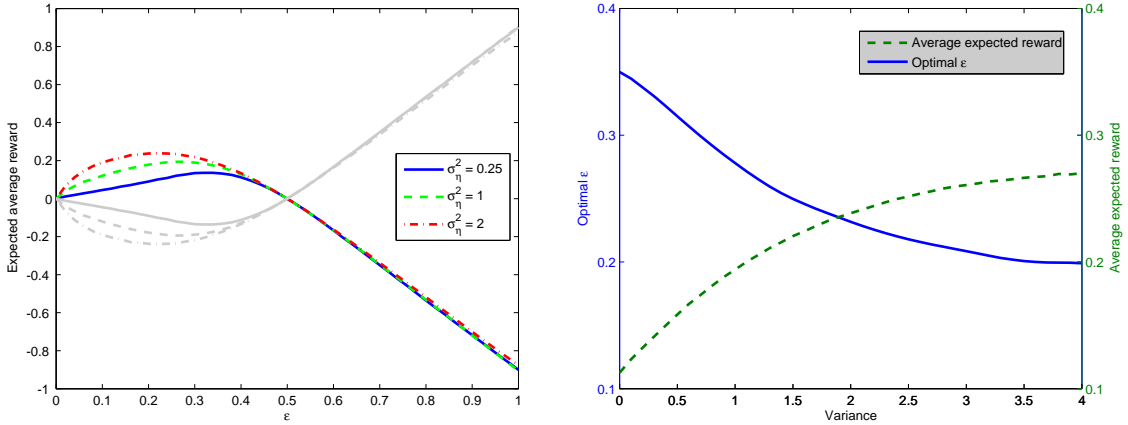 1
0.8
0.6
0.4
0.2
0
-0.2
-0.4
-0.6
-0.8
-1
Expected average reward
σ²η = 0.25
σ²η = 1
σ²η = 2
0 0.1 0.2 0.3 0.4 0.5 0.6 0.7 0.8 0.9 1
ε
0.4
0.3
0.2
0.1
Optimal ε
Average expected reward
Optimal ε
0 0.5 1 1.5 2 2.5 3 3.5 4
Variance
0.4
0.3
0.2
0.1
Average expected reward